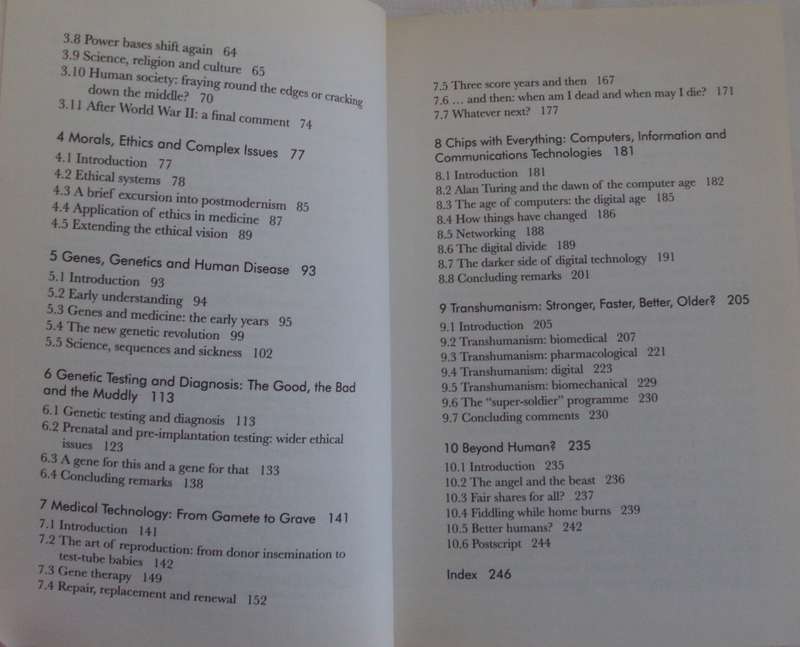 3.8 Power bases shift again 64
3.9 Science, religion and culture 65
3.10 Human society: fraying round the edges or cracking
down the middle? 70
3.11 After World War II: a final comment 74
4 Morals, Ethics and Complex Issues 77
4.1 Introduction 77
4.2 Ethical systems 78
4.3 A brief excursion into postmodernism 85
4.4 Application of ethics in medicine 87
4.5 Extending the ethical vision 89
5 Genes, Genetics and Human Disease 93
5.1 Introduction 93
5.2 Early understanding 94
5.3 Genes and medicine: the early years 95
5.4 The new genetic revolution 99
5.5 Science, sequences and sickness 102
6 Genetic Testing and Diagnosis: The Good, the Bad
and the Muddly 113
6.1 Genetic testing and diagnosis 113
6.2 Prenatal and pre-implantation testing: wider ethical
issues 123
6.3 A gene for this and a gene for that 133
6.4 Concluding remarks 138
7 Medical Technology: From Gamete to Grave 141
7.1 Introduction 141
7.2 The art of reproduction: from donor insemination to
test-tube babies 142
7.3 Gene therapy 149
7.4 Repair, replacement and renewal 152
7.5 Three score years and then 167
7.6 … and then: when am I dead and when may I die? 171
7.7 Whatever next? 177
8 Chips with Everything: Computers, Information and
Communications Technologies 181
8.1 Introduction 181
8.2 Alan Turing and the dawn of the computer age 182
8.3 The age of computers: the digital age 185
8.4 How things have changed 186
8.5 Networking 188
8.6 The digital divide 189
8.7 The darker side of digital technology 191
8.8 Concluding remarks 201
9 Transhumanism: Stronger, Faster, Better, Older? 205
9.1 Introduction 205
9.2 Transhumanism: biomedical 207
9.3 Transhumanism: pharmacological 221
9.4 Transhumanism: digital 223
9.5 Transhumanism: biomechanical 229
9.6 The “super-soldier” programme 230
9.7 Concluding comments 230
10 Beyond Human? 235
10.1 Introduction 235
10.2 The angel and the beast 236
10.3 Fair shares for all? 237
10.4 Fiddling while home burns 239
10.5 Better humans? 242
10.6 Postscript 244
Index 246